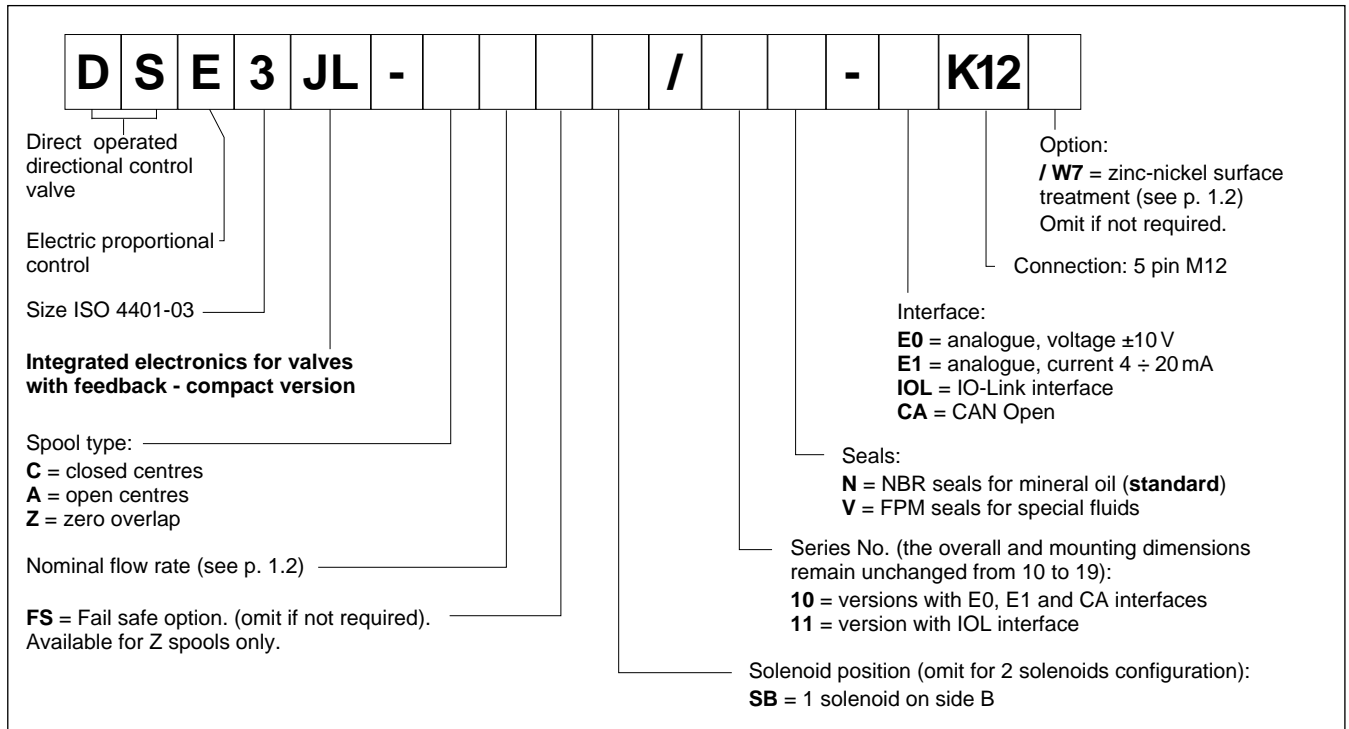 D S E 3 JL - / - K12
Direct operated
directional control
valve
Electric proportional
control
Size ISO 4401-03
Integrated electronics for valves
with feedback - compact version
Spool type:
C = closed centres
A = open centres
Z = zero overlap
Nominal flow rate (see p. 1.2)
FS = Fail safe option. (omit if not required).
Available for Z spools only.
Option:
/ W7 = zinc-nickel surface
treatment (see p. 1.2)
Omit if not required.
Connection: 5 pin M12
Interface:
E0 = analogue, voltage ±10 V
E1 = analogue, current 4 ÷ 20 mA
IOL = IO-Link interface
CA = CAN Open
Seals:
N = NBR seals for mineral oil (standard)
V = FPM seals for special fluids
Series No. (the overall and mounting dimensions
remain unchanged from 10 to 19):
10 = versions with E0, E1 and CA interfaces
11 = version with IOL interface
Solenoid position (omit for 2 solenoids configuration):
SB = 1 solenoid on side B